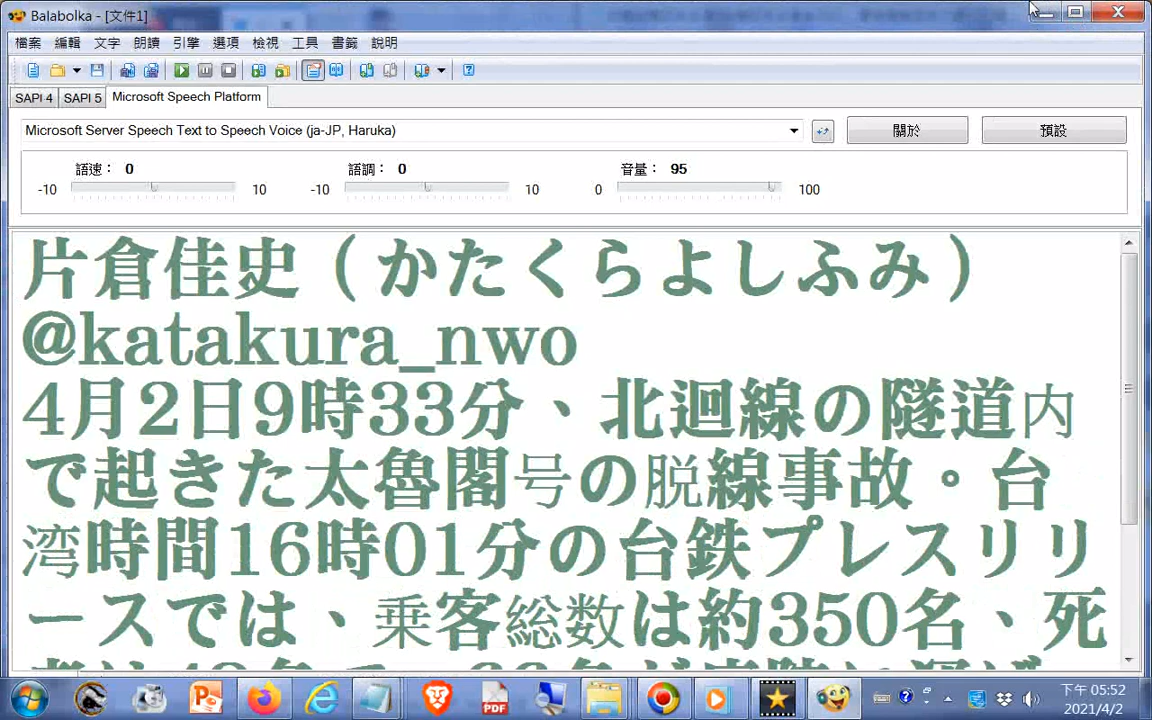 Balabolka - [文件1]
檔案 編輯 文字 朗讀 引擎 選項 檢視 工具 書籤 說明
SAPI 4 SAPI 5 Microsoft Speech Platform
Microsoft Server Speech Text to Speech Voice (ja-JP, Haruka) 關於 預設
語速： 0 語調： 0 音量： 95
-10 10 -10 10 0 100
片倉佳史（かたくらよしふみ）
@katakura_nwo
4月2日9時33分、北迴線の隧道内
で起きた太魯閣号の脱線事故。台
湾時間16時01分の台鉄プレスリリ
ースでは、乗客総数は約350名、死
下午 05:52
2021/4/2